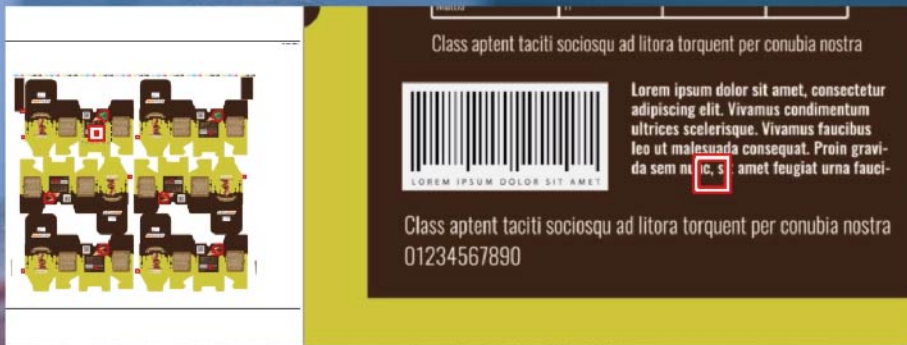 Class aptent taciti sociosqu ad litora torquent per conubia nostra
LOREM IPSUM DOLOR SIT AMET
Lorem ipsum dolor sit amet, consectetur
adipiscing elit. Vivamus condimentum
ultrices scelerisque. Vivamus faucibus
leo ut malesuada consequat. Proin gravi-
da sem nunc, sit amet feugiat urna fauci-
Class aptent taciti sociosqu ad litora torquent per conubia nostra
01234567890